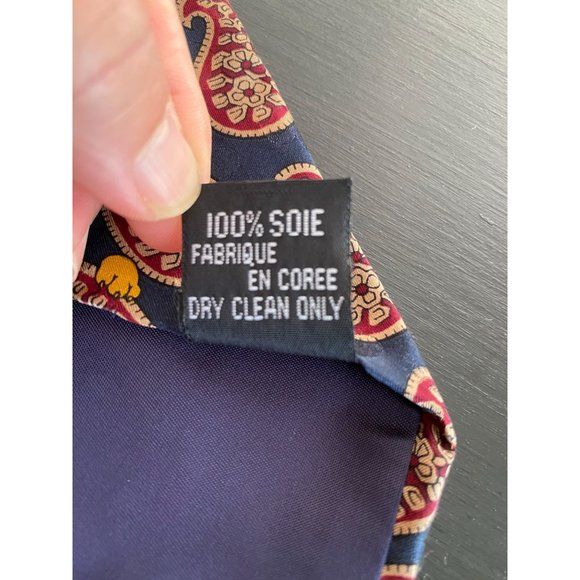 100% SOIE
FABRIQUE
EN COREE
DRY CLEAN ONLY